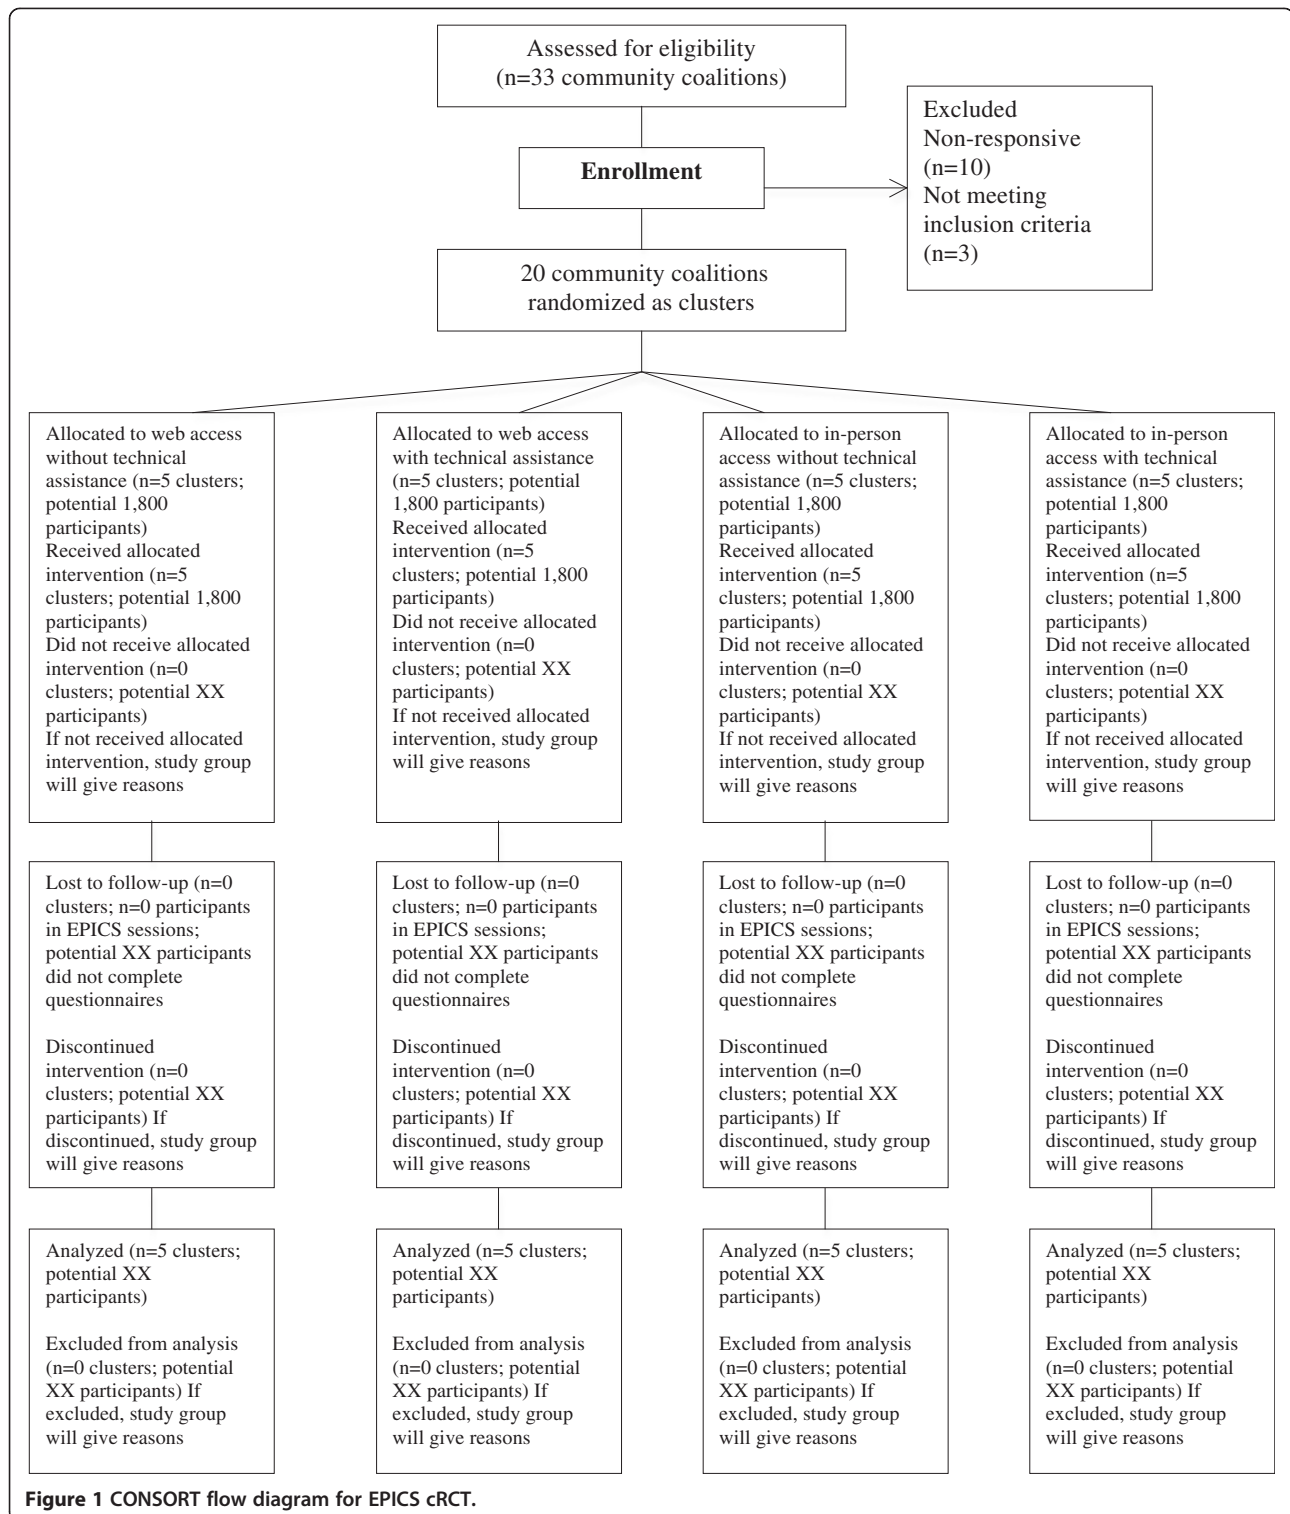 Assessed for eligibility
(n=33 community coalitions)
Enrollment
Excluded
Non-responsive
(n=10)
Not meeting
inclusion criteria
(n=3)
20 community coalitions
randomized as clusters
Allocated to web access
without technical
assistance (n=5 clusters;
potential 1,800
participants)
Received allocated
intervention (n=5
clusters; potential 1,800
participants)
Did not receive allocated
intervention (n=0
clusters; potential XX
participants)
If not received allocated
intervention, study group
will give reasons
Allocated to web access
with technical assistance
(n=5 clusters; potential
1,800 participants)
Received allocated
intervention (n=5
clusters; potential 1,800
participants)
Did not receive allocated
intervention (n=0
clusters; potential XX
participants)
If not received allocated
intervention, study group
will give reasons
Allocated to in-person
access without technical
assistance (n=5 clusters;
potential 1,800
participants)
Received allocated
intervention (n=5
clusters; potential 1,800
participants)
Did not receive allocated
intervention (n=0
clusters; potential XX
participants)
If not received allocated
intervention, study group
will give reasons
Allocated to in-person
access with technical
assistance (n=5 clusters;
potential 1,800
participants)
Received allocated
intervention (n=5
clusters; potential 1,800
participants)
Did not receive allocated
intervention (n=0
clusters; potential XX
participants)
If not received allocated
intervention, study group
will give reasons
Lost to follow-up (n=0
clusters; n=0 participants
in EPICS sessions;
potential XX participants
did not complete
questionnaires
Discontinued
intervention (n=0
clusters; potential XX
participants) If
discontinued, study group
will give reasons
Lost to follow-up (n=0
clusters; n=0 participants
in EPICS sessions;
potential XX participants
did not complete
questionnaires
Discontinued
intervention (n=0
clusters; potential XX
participants) If
discontinued, study group
will give reasons
Lost to follow-up (n=0
clusters; n=0 participants
in EPICS sessions;
potential XX participants
did not complete
questionnaires
Discontinued
intervention (n=0
clusters; potential XX
participants) If
discontinued, study group
will give reasons
Lost to follow-up (n=0
clusters; n=0 participants
in EPICS sessions;
potential XX participants
did not complete
questionnaires
Discontinued
intervention (n=0
clusters; potential XX
participants) If
discontinued, study group
will give reasons
Analyzed (n=5 clusters;
potential XX
participants)
Excluded from analysis
(n=0 clusters; potential
XX participants) If
excluded, study group
will give reasons
Analyzed (n=5 clusters;
potential XX
participants)
Excluded from analysis
(n=0 clusters; potential
XX participants) If
excluded, study group
will give reasons
Analyzed (n=5 clusters;
potential XX
participants)
Excluded from analysis
(n=0 clusters; potential
XX participants) If
excluded, study group
will give reasons
Analyzed (n=5 clusters;
potential XX
participants)
Excluded from analysis
(n=0 clusters; potential
XX participants) If
excluded, study group
will give reasons
Figure 1 CONSORT flow diagram for EPICS cRCT.